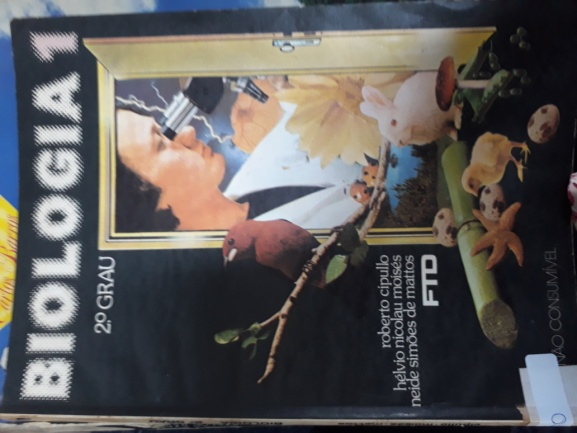 BIOLOGIA 1
2º GRAU
roberto cipullo
hélvio nicolau moisés
neide simões de mattos
FTD
NÃO CONSUMÍVEL